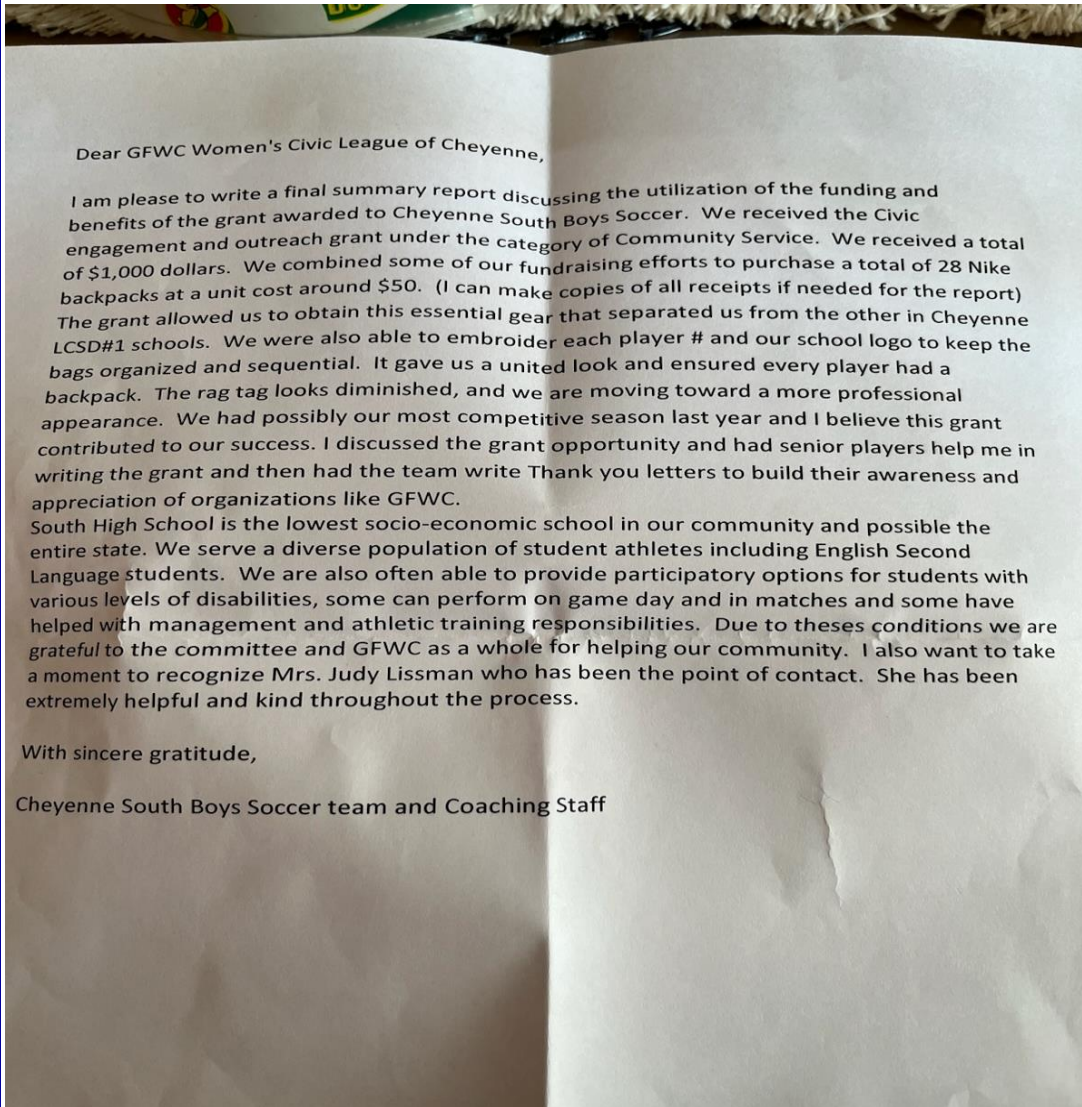 Dear GFWC Women's Civic League of Cheyenne,
I am please to write a final summary report discussing the utilization of the funding and
benefits of the grant awarded to Cheyenne South Boys Soccer. We received the Civic
engagement and outreach grant under the category of Community Service. We received a total
of $1,000 dollars. We combined some of our fundraising efforts to purchase a total of 28 Nike
backpacks at a unit cost around $50. (I can make copies of all receipts if needed for the report)
The grant allowed us to obtain this essential gear that separated us from the other in Cheyenne
LCSD#1 schools. We were also able to embroider each player # and our school logo to keep the
bags organized and sequential. It gave us a united look and ensured every player had a
backpack. The rag tag looks diminished, and we are moving toward a more professional
appearance. We had possibly our most competitive season last year and I believe this grant
contributed to our success. I discussed the grant opportunity and had senior players help me in
writing the grant and then had the team write Thank you letters to build their awareness and
appreciation of organizations like GFWC.
South High School is the lowest socio-economic school in our community and possible the
entire state. We serve a diverse population of student athletes including English Second
Language students. We are also often able to provide participatory options for students with
various levels of disabilities, some can perform on game day and in matches and some have
helped with management and athletic training responsibilities. Due to theses conditions we are
grateful to the committee and GFWC as a whole for helping our community. I also want to take
a moment to recognize Mrs. Judy Lissman who has been the point of contact. She has been
extremely helpful and kind throughout the process.
With sincere gratitude,
Cheyenne South Boys Soccer team and Coaching Staff